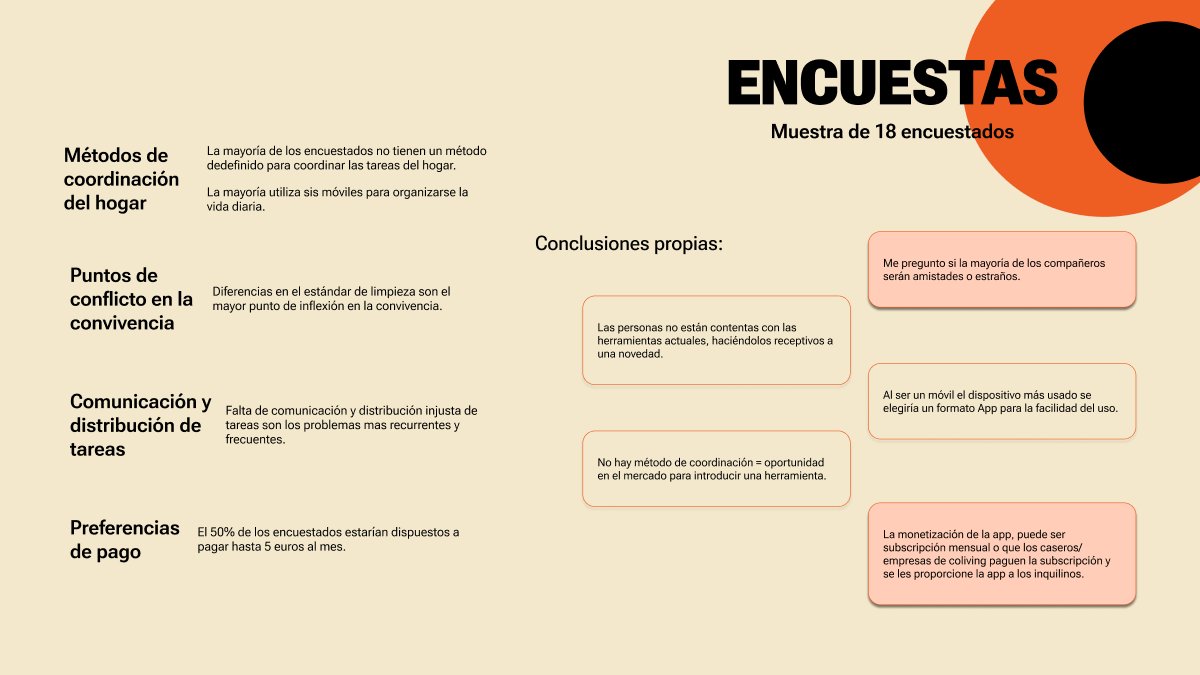 ENCUESTAS
Muestra de 18 encuestados
Métodos de
coordinación
del hogar
La mayoría de los encuestados no tienen un método
dedefinido para coordinar las tareas del hogar.
La mayoría utiliza sis móviles para organizarse la
vida diaria.
Puntos de
conflicto en la
convivencia
Diferencias en el estándar de limpieza son el
mayor punto de inflexión en la convivencia.
Comunicación y
distribución de
tareas
Falta de comunicación y distribución injusta de
tareas son los problemas mas recurrentes y
frecuentes.
Preferencias
de pago
El 50% de los encuestados estarían dispuestos a
pagar hasta 5 euros al mes.
Conclusiones propias:
Me pregunto si la mayoría de los compañeros
serán amistades o estraños.
Las personas no están contentas con las
herramientas actuales, haciéndolos receptivos a
una novedad.
Al ser un móvil el dispositivo más usado se
elegiría un formato App para la facilidad del uso.
No hay método de coordinación = oportunidad
en el mercado para introducir una herramienta.
La monetización de la app, puede ser
subscripción mensual o que los caseros/
empresas de coliving paguen la subscripción y
se les proporcione la app a los inquilinos.